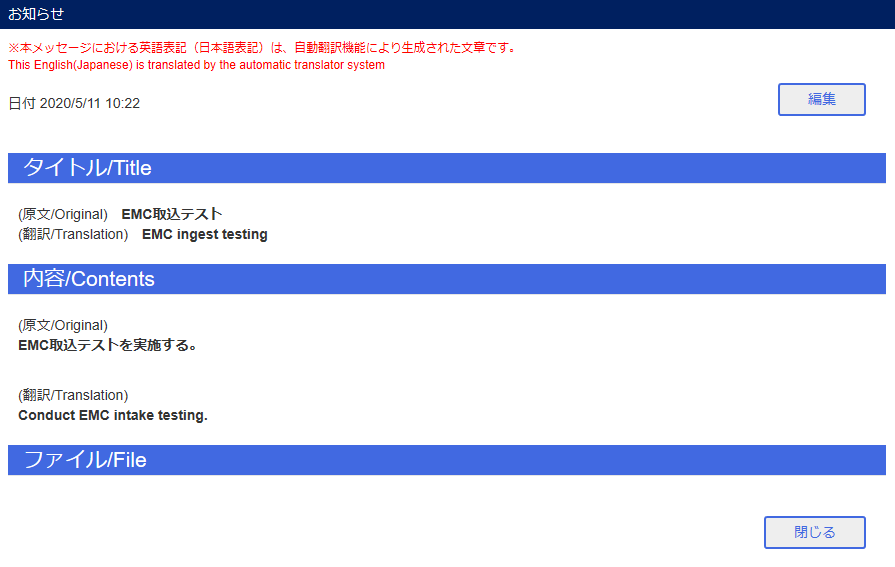 お知らせ
※本メッセージにおける英語表記（日本語表記）は、自動翻訳機能により生成された文章です。
This English(Japanese) is translated by the automatic translator system
日付 2020/5/11 10:22
編集
タイトル/Title
(原文/Original)　EMC取込テスト
(翻訳/Translation)　EMC ingest testing
内容/Contents
(原文/Original)
EMC取込テストを実施する。
(翻訳/Translation)
Conduct EMC intake testing.
ファイル/File
閉じる